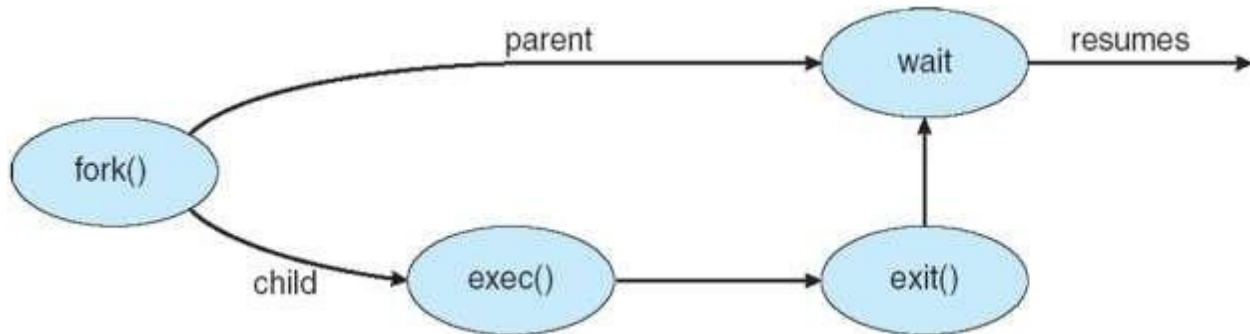 parent
wait
resumes
fork()
child
exec()
exit()